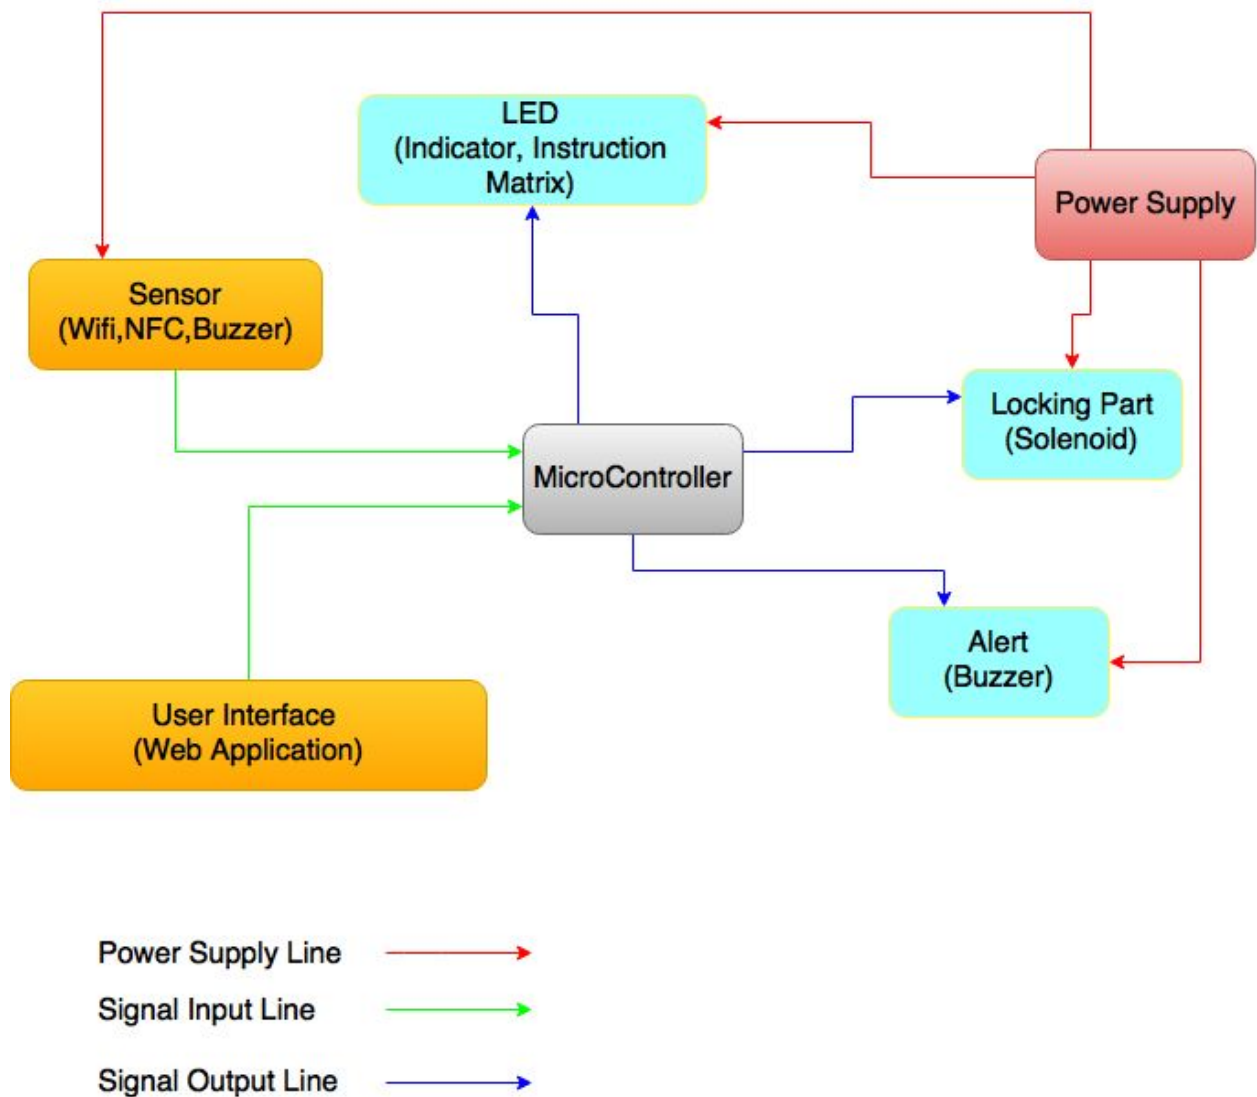 LED
(Indicator, Instruction
Matrix)
Power Supply
Sensor
(Wifi,NFC,Buzzer)
Locking Part
(Solenoid)
MicroController
Alert
(Buzzer)
User Interface
(Web Application)
Power Supply Line
Signal Input Line
Signal Output Line